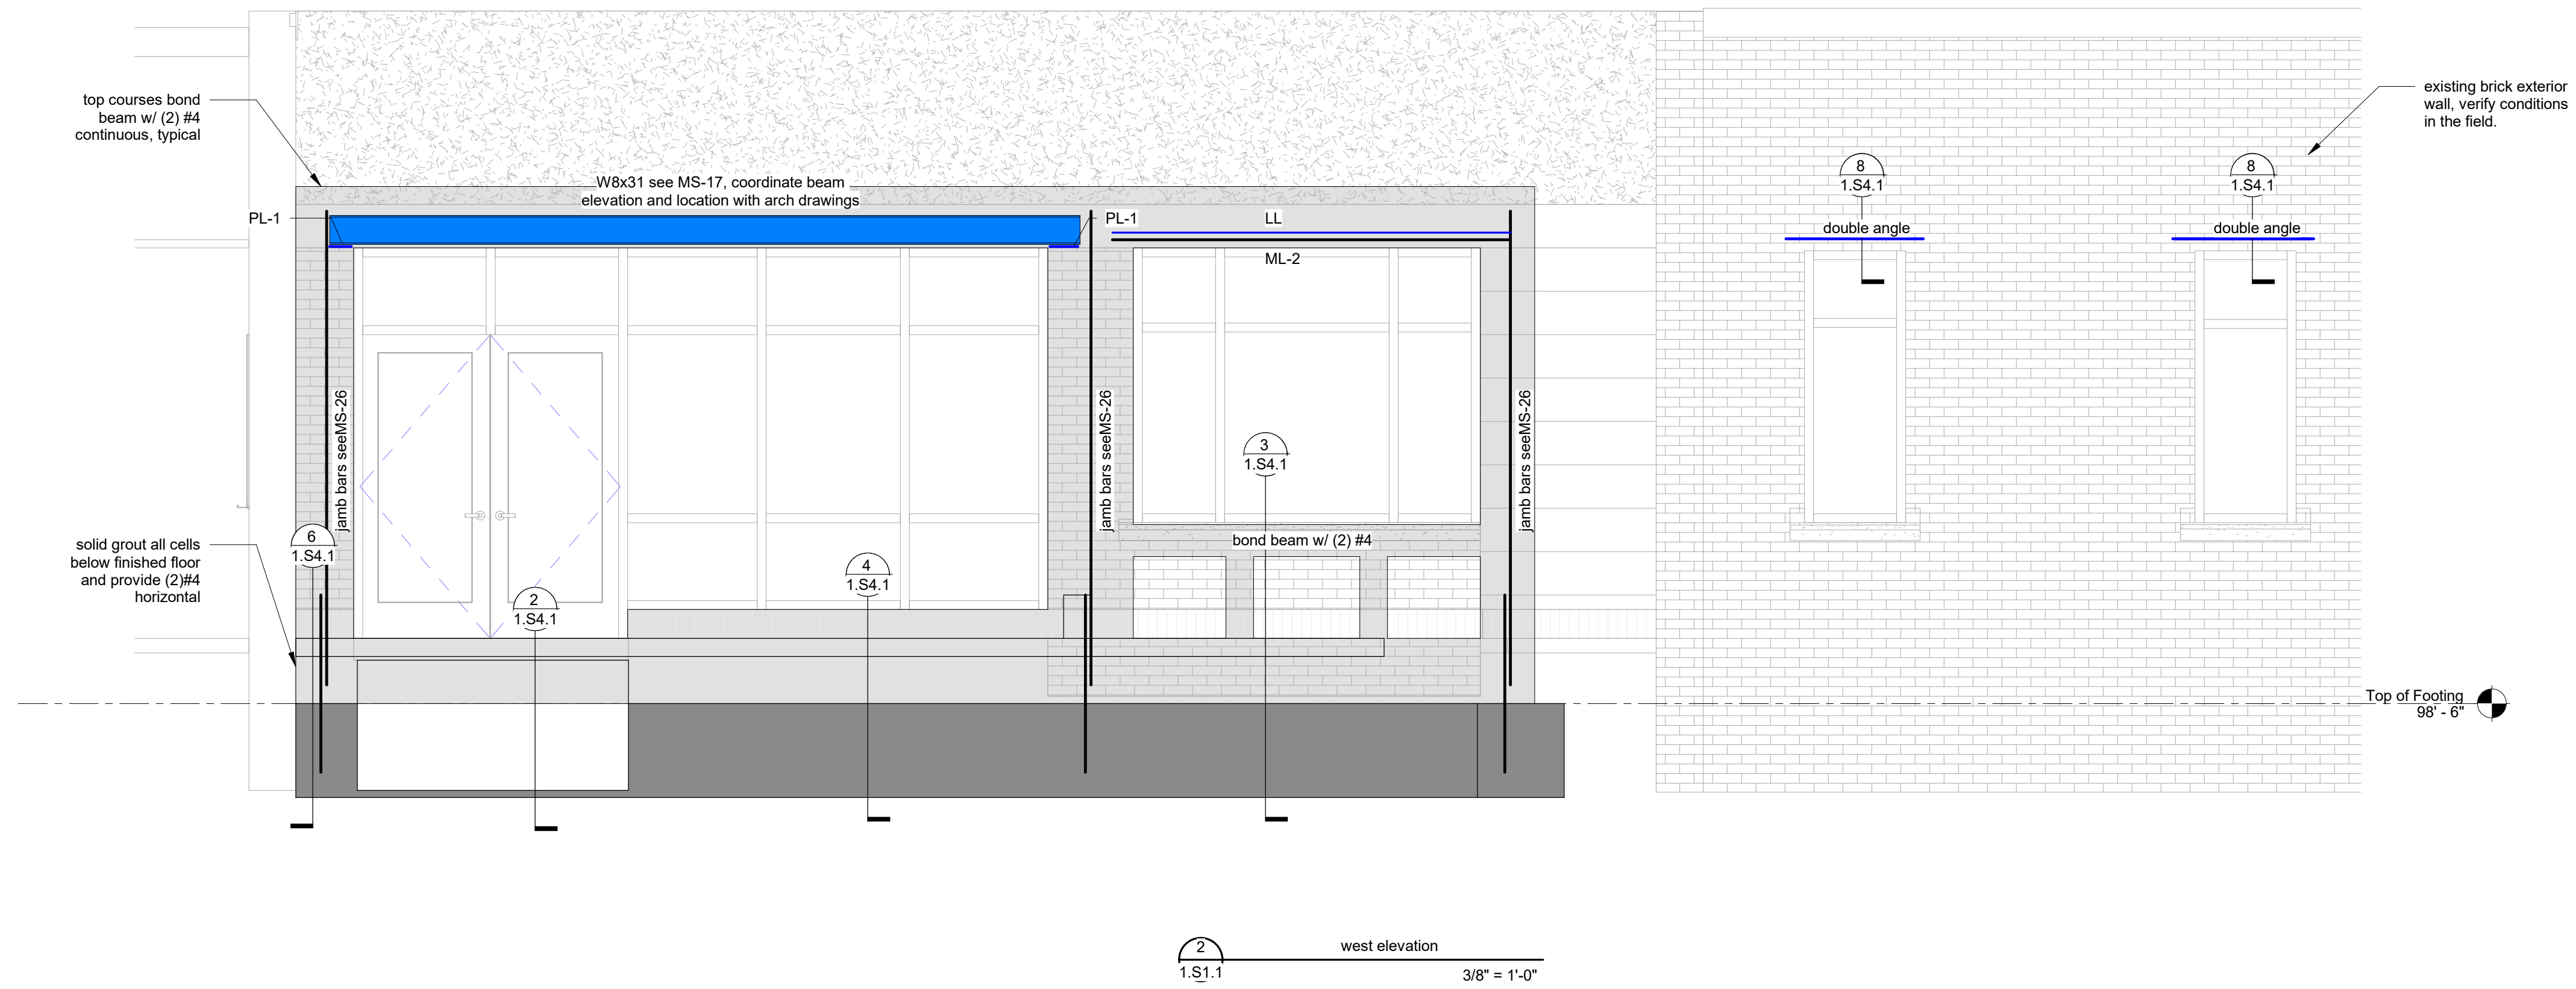 top courses bond
beam w/ (2) #4
continuous, typical
W8x31 see MS-17, coordinate beam
elevation and location with arch drawings
PL-1
PL-1
LL
ML-2
existing brick exterior
wall, verify conditions
in the field.
8
1.S4.1
double angle
8
1.S4.1
double angle
jamb bars seeMS-26
jamb bars seeMS-26
jamb bars seeMS-26
3
1.S4.1
bond beam w/ (2) #4
solid grout all cells
below finished floor
and provide (2)#4
horizontal
6
1.S4.1
2
1.S4.1
4
1.S4.1
Top of Footing
98' - 6"
2
1.S1.1
west elevation
3/8" = 1'-0"